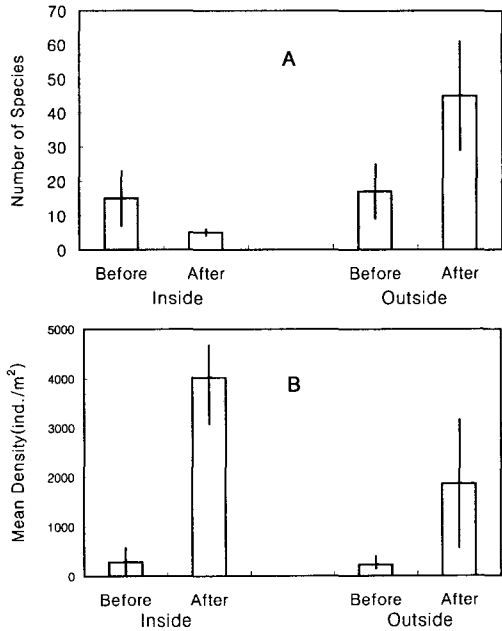 Number of Species
70
60
50
40
30
20
10
0
A
Before After Before After
Inside Outside
Mean Density(ind./m²)
5000
4000
3000
2000
1000
0
B
Before After Before After
Inside Outside